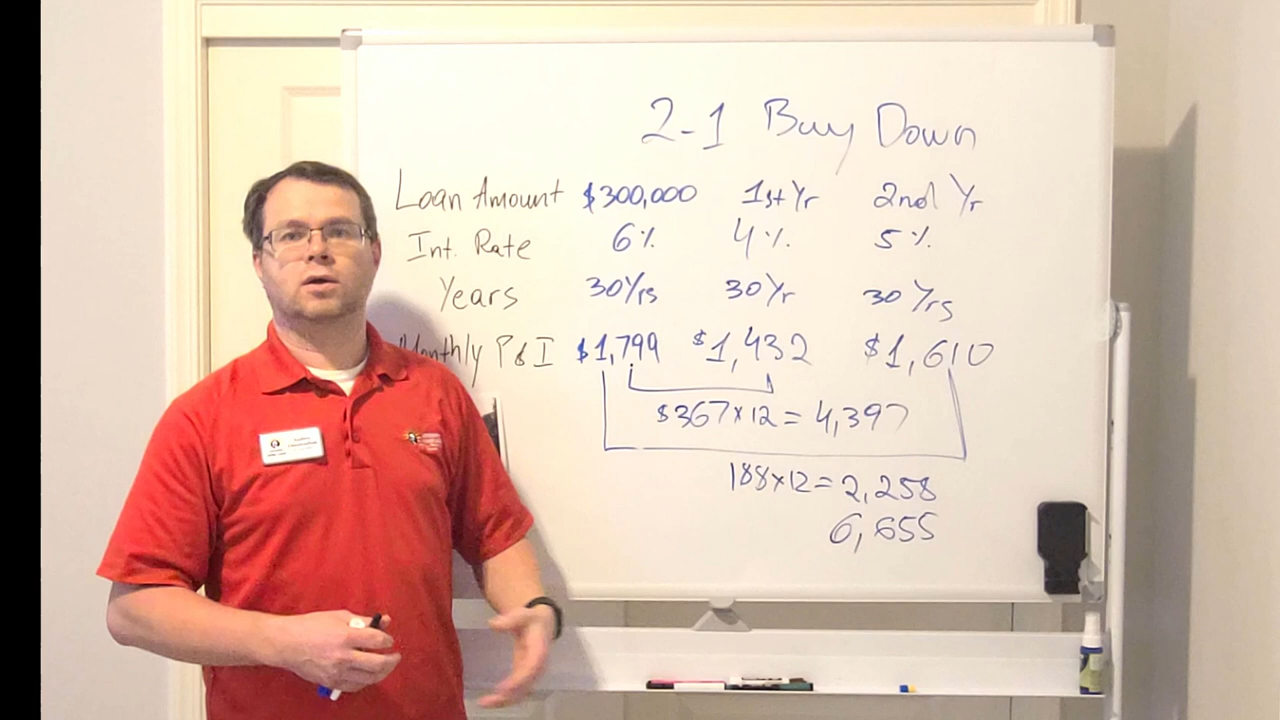 2-1 Buy Down
Loan Amount $300,000 1st Yr 2nd Yr
Int. Rate 6% 4% 5%
Years 30Yrs 30Yr 30Yrs
Monthly P&I $1,799 $1,432 $1,610
$367x12=4,397
188x12=2,258
6,655